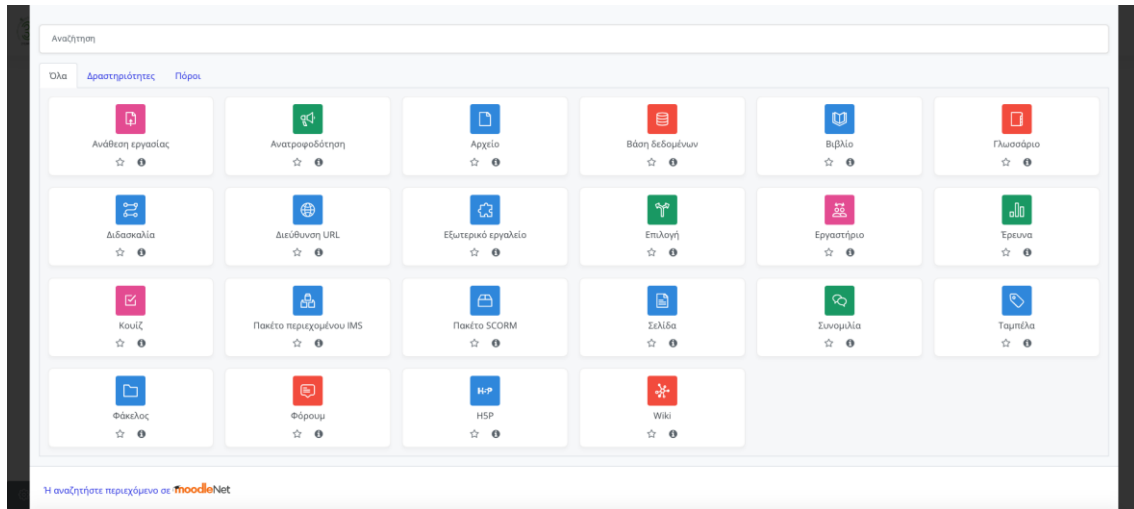 Αναζήτηση
Όλα Δραστηριότητες Πόροι
Ανάθεση εργασίας Ανατροφοδότηση Αρχείο Βάση δεδομένων Βιβλίο Γλωσσάριο
Διδασκαλία Διεύθυνση URL Εξωτερικό εργαλείο Επιλογή Εργαστήριο Έρευνα
Κουίζ Πακέτο περιεχομένου IMS Πακέτο SCORM Σελίδα Συνομιλία Ταμπέλα
H-P
Φάκελος Φόρουμ H5P Wiki
Ή αναζητήστε περιεχόμενο σε moodleNet